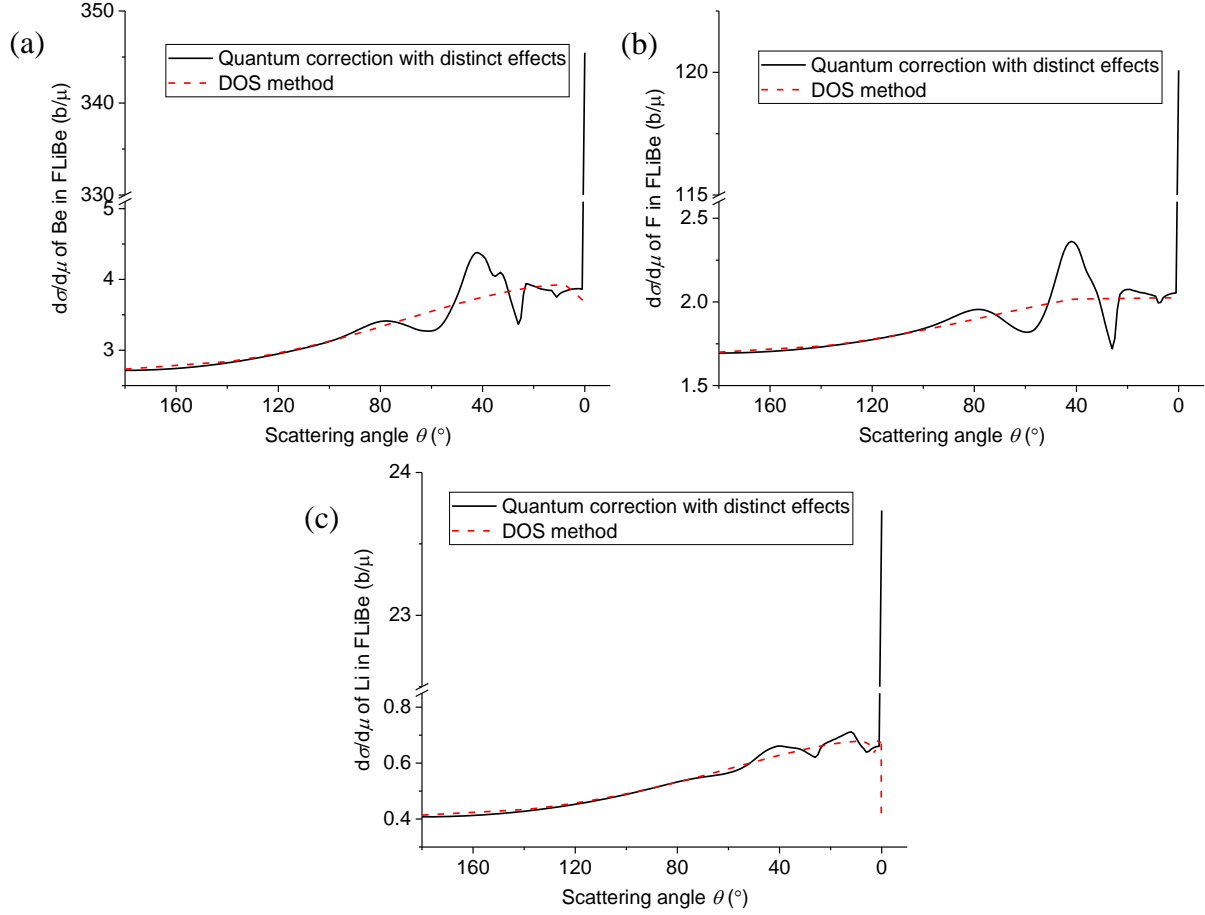 (a)
350
345
340
330
5
4
3
160
120
80
40
0
dσ/dμ of Be in FLiBe (b/μ)
Scattering angle θ (°)
Quantum correction with distinct effects
DOS method
(b)
120
115
2.5
2.0
1.5
160
120
80
40
0
dσ/dμ of F in FLiBe (b/μ)
Scattering angle θ (°)
Quantum correction with distinct effects
DOS method
(c)
24
23
0.8
0.6
0.4
160
120
80
40
0
dσ/dμ of Li in FLiBe (b/μ)
Scattering angle θ (°)
Quantum correction with distinct effects
DOS method